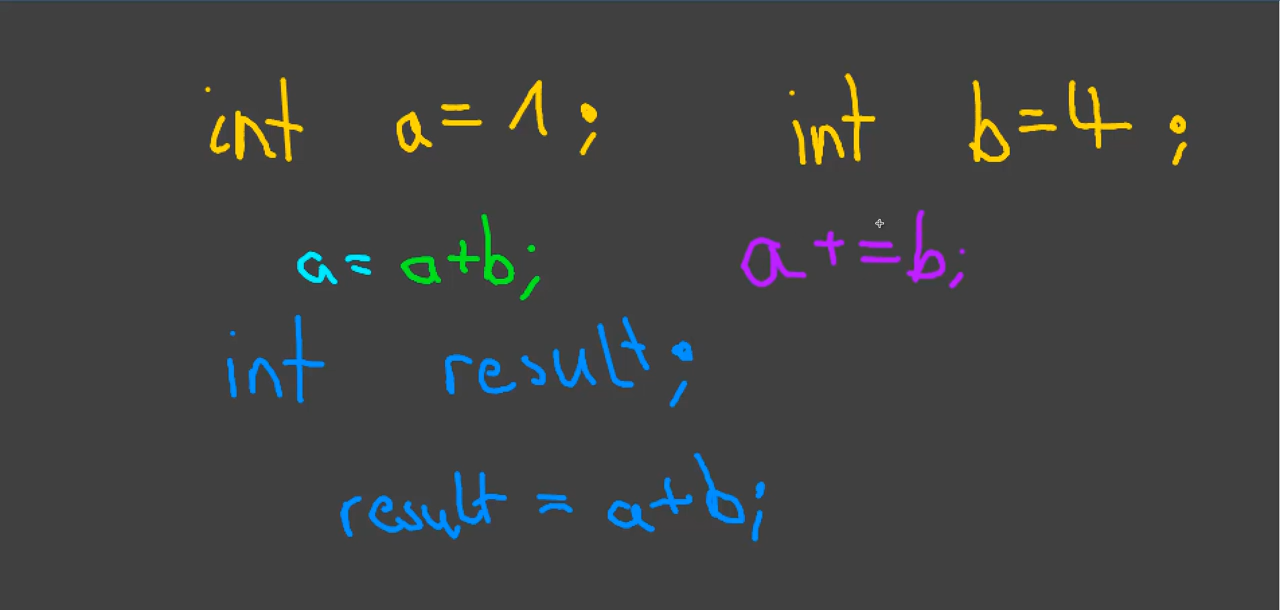 int a=1; int b=4;
a= a+b; a+=b;
int result;
result = a+b;